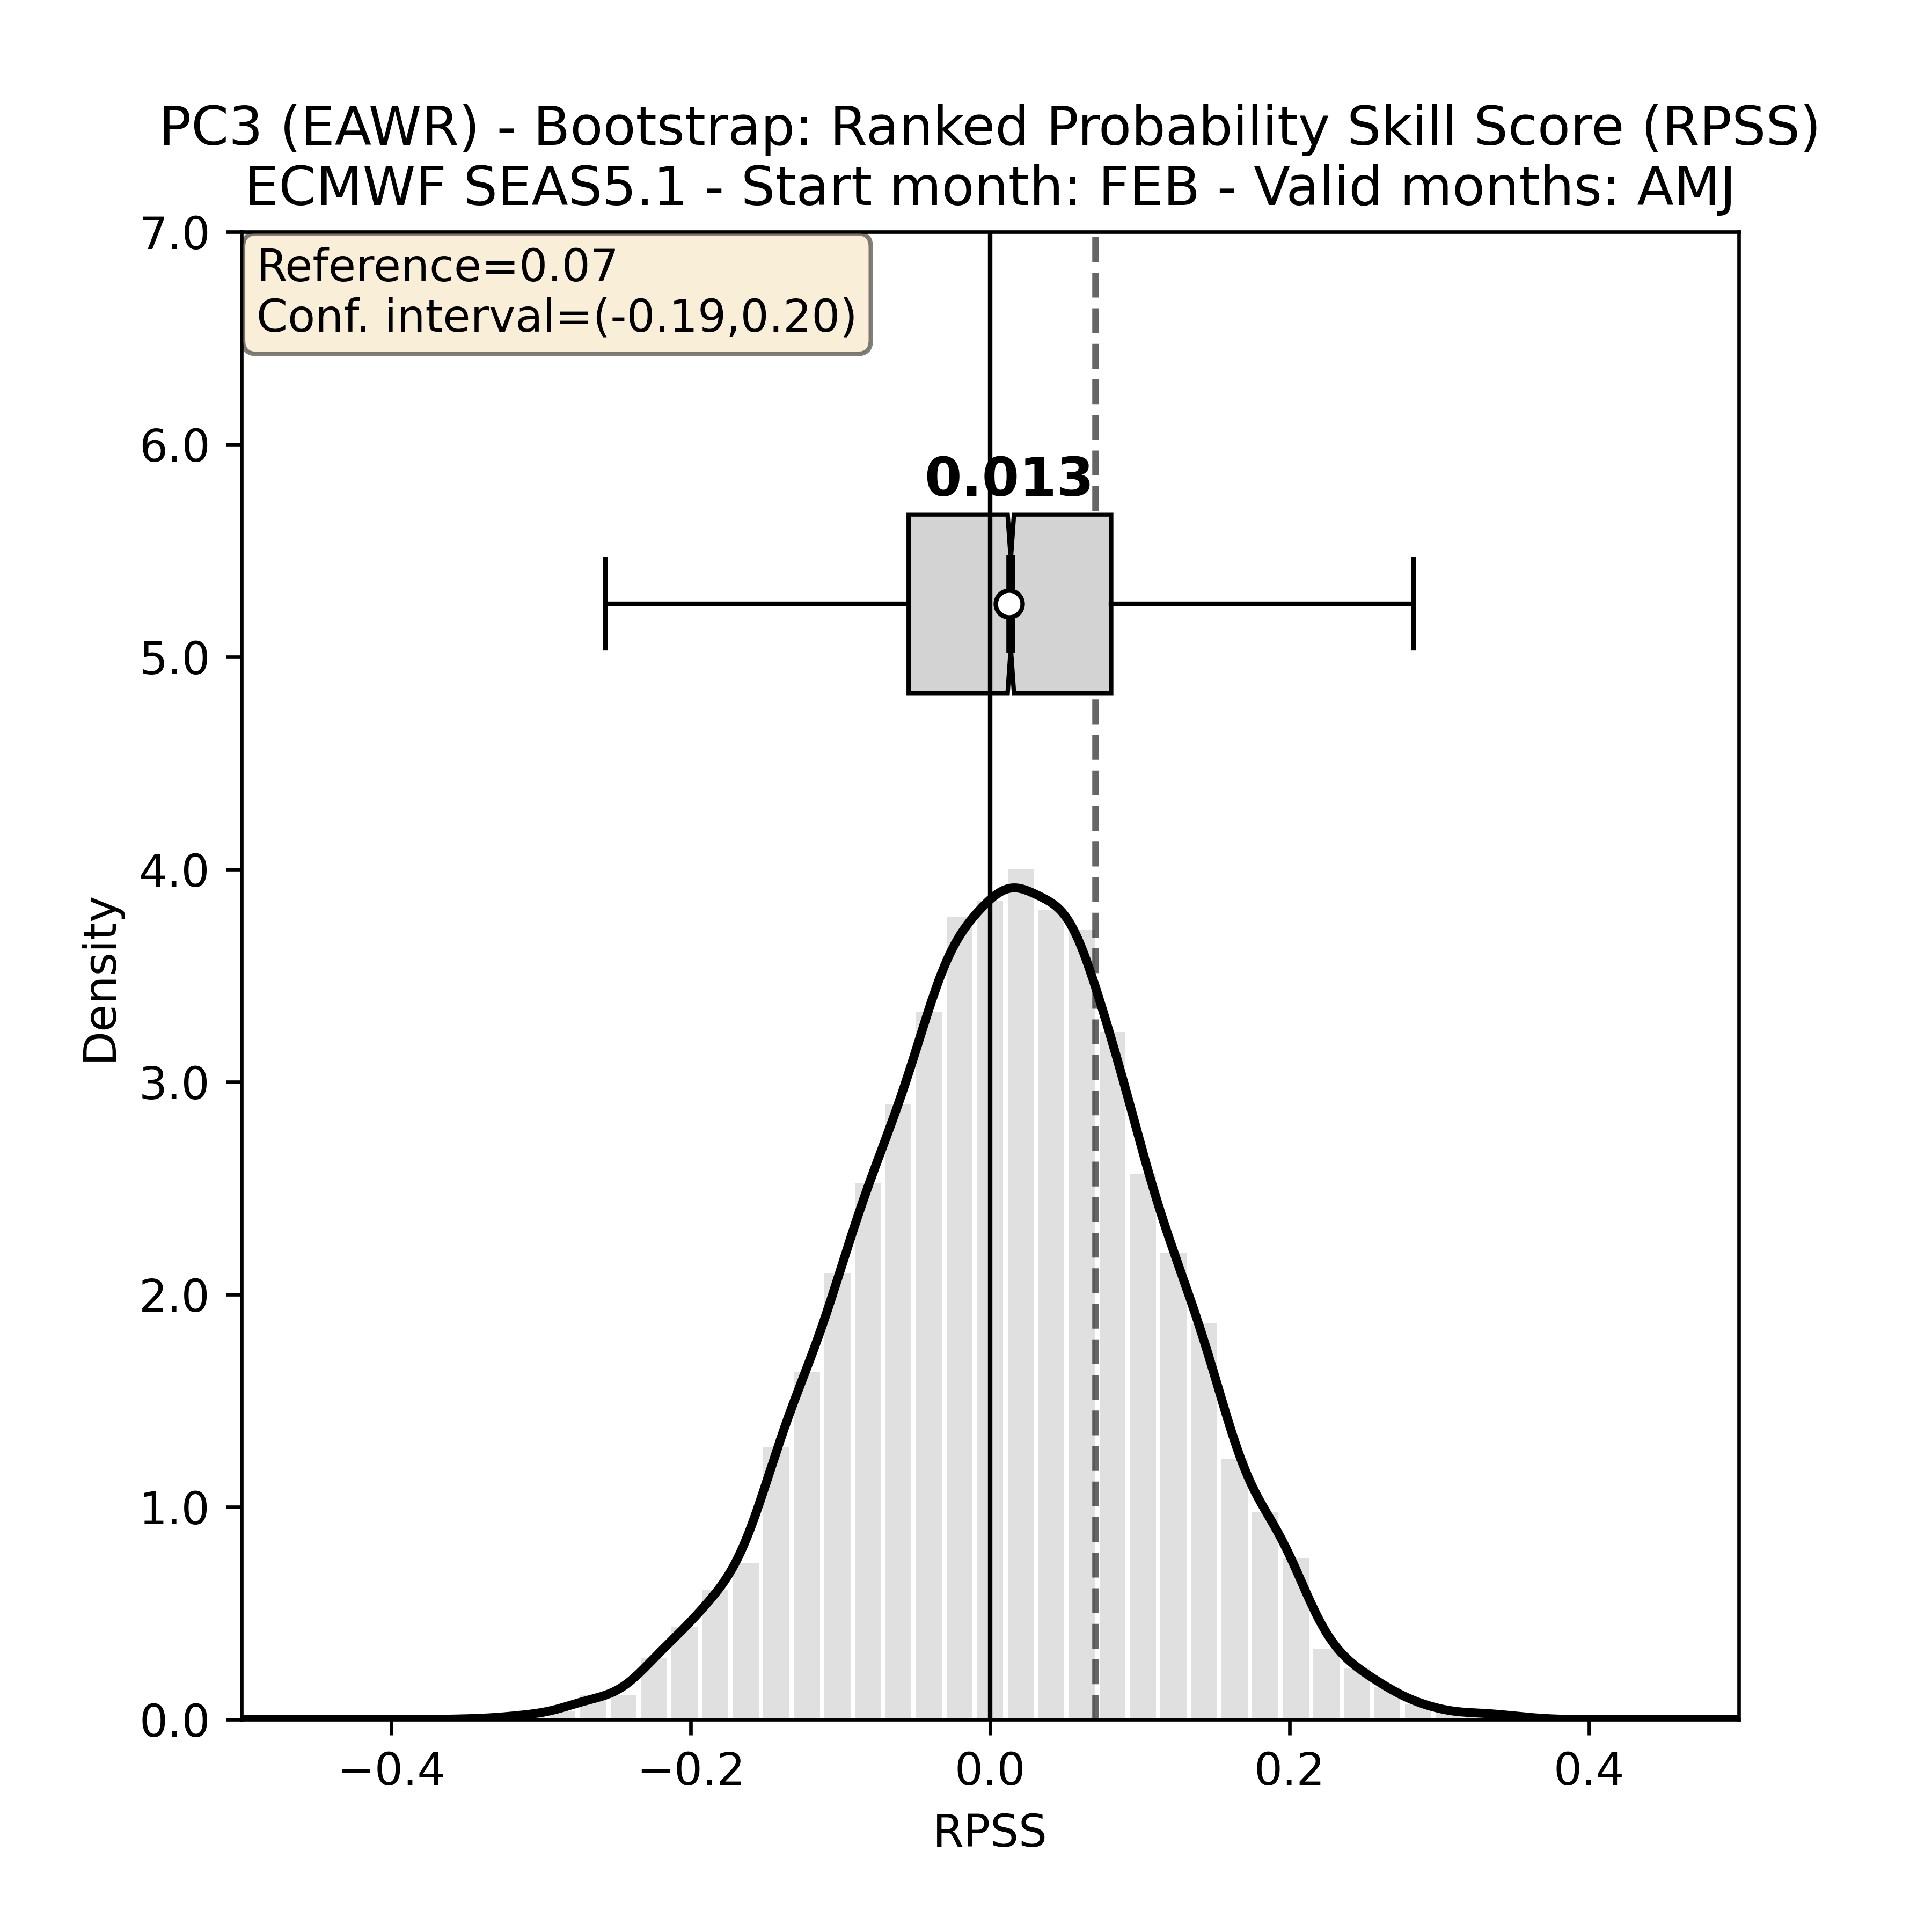 PC3 (EAWR) - Bootstrap: Ranked Probability Skill Score (RPSS)
ECMWF SEAS5.1 - Start month: FEB - Valid months: AMJ
7.0
Reference=0.07
Conf. interval=(-0.19,0.20)
6.0
0.013
5.0
4.0
Density
3.0
2.0
1.0
0.0
−0.4 −0.2 0.0 0.2 0.4
RPSS